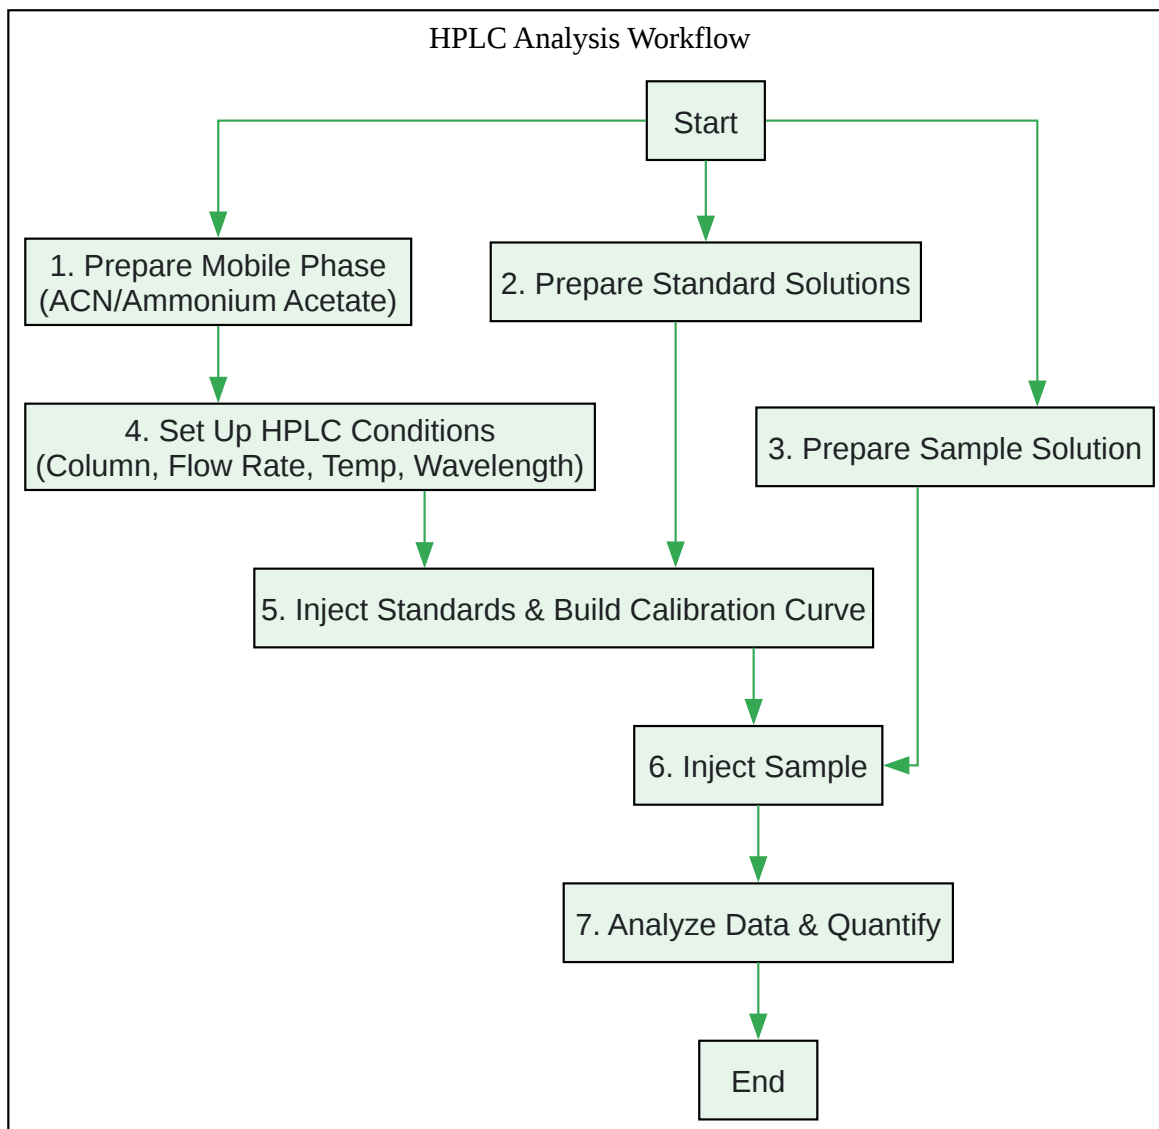 HPLC Analysis Workflow
Start
1. Prepare Mobile Phase
(ACN/Ammonium Acetate)
2. Prepare Standard Solutions
4. Set Up HPLC Conditions
(Column, Flow Rate, Temp, Wavelength)
3. Prepare Sample Solution
5. Inject Standards & Build Calibration Curve
6. Inject Sample
7. Analyze Data & Quantify
End